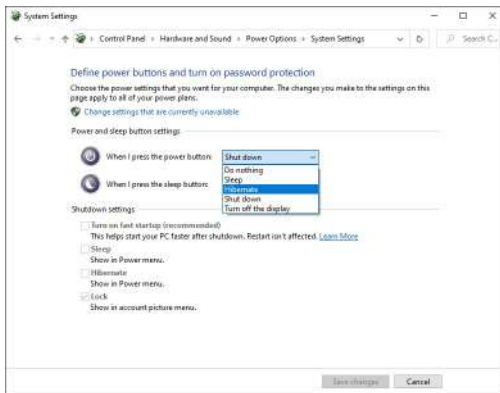 System Settings
Control Panel › Hardware and Sound › Power Options › System Settings
Search C...
Define power buttons and turn on password protection
Choose the power settings that you want for your computer. The changes you make to the settings on this
page apply to all of your power plans.
Change settings that are currently unavailable
Power and sleep button settings
When I press the power button: Shut down
Do nothing
Sleep
When I press the sleep button: Hibernate
Shut down
Turn off the display
Shutdown settings
Turn on fast startup (recommended)
This helps start your PC faster after shutdown. Restart isn't affected. Learn More
Sleep
Show in Power menu.
Hibernate
Show in Power menu.
Lock
Show in account picture menu.
Save changes Cancel